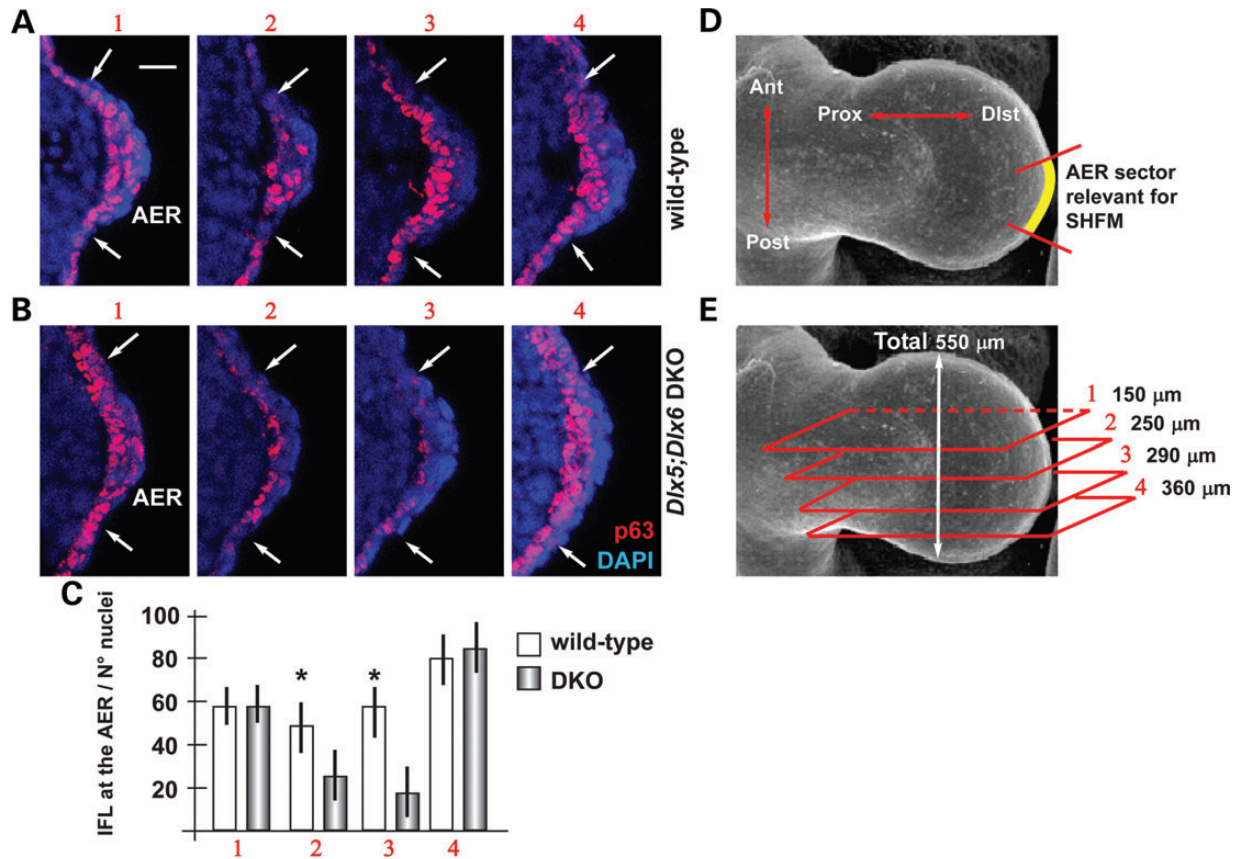 A
1
2
3
4
AER
wild-type
B
1
2
3
4
AER
p63
DAPI
Dlx5;Dlx6 DKO
C
IFL at the AER / N° nuclei
100
80
60
40
20
*
*
1
2
3
4
wild-type
DKO
D
Ant
Prox
DIst
Post
AER sector
relevant for
SHFM
E
Total 550 µm
1 150 µm
2 250 µm
3 290 µm
4 360 µm